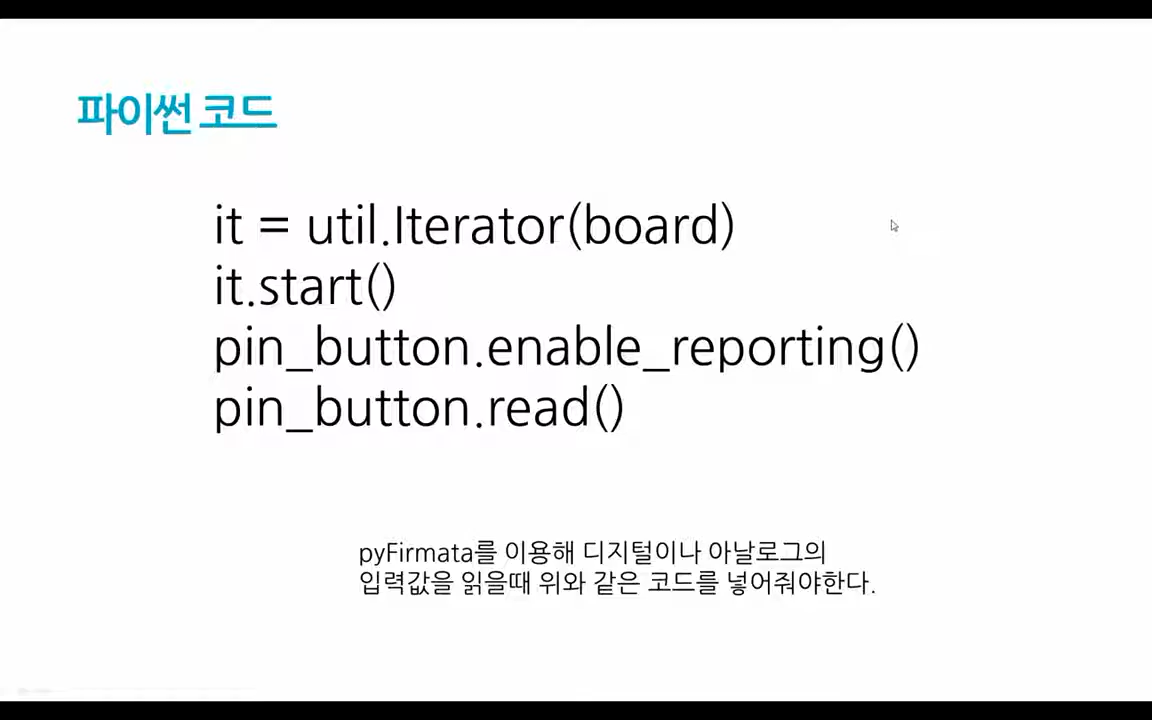 파이썬 코드
it = util.Iterator(board)
it.start()
pin_button.enable_reporting()
pin_button.read()
pyFirmata를 이용해 디지털이나 아날로그의
입력값을 읽을때 위와 같은 코드를 넣어줘야한다.